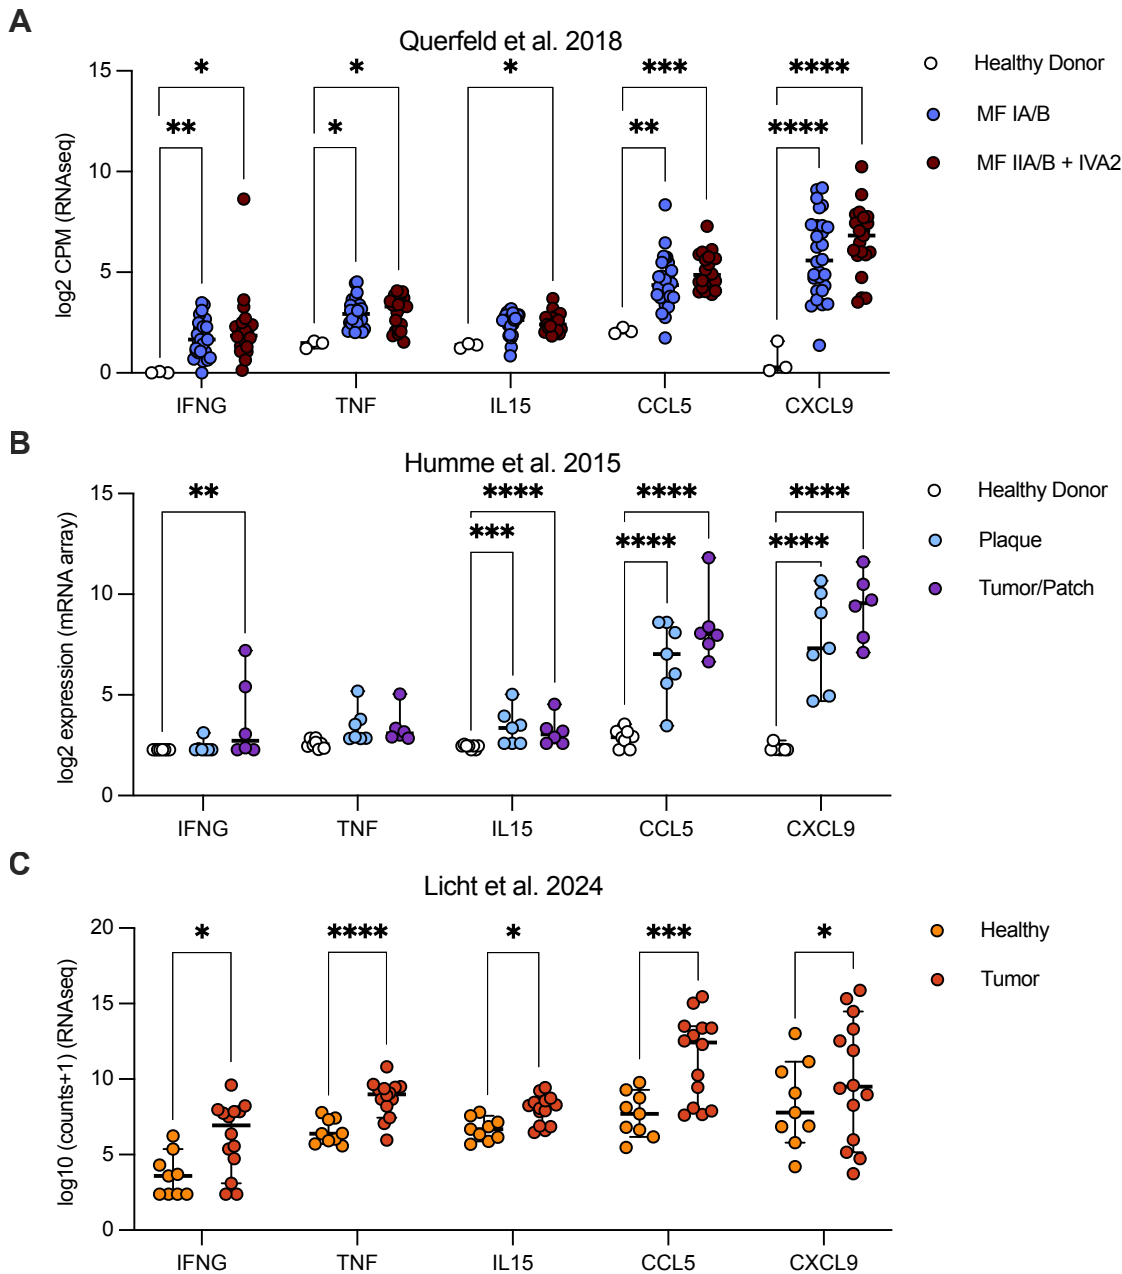 A
Querfeld et al. 2018
log2 CPM (RNAseq)
15
10
5
0
* * * *** ****
** * ** ****
IFNG TNF IL15 CCL5 CXCL9
Healthy Donor
MF IA/B
MF IIA/B + IVA2
B
Humme et al. 2015
log2 expression (mRNA array)
15
10
5
0
** **** **** ****
*** **** ****
IFNG TNF IL15 CCL5 CXCL9
Healthy Donor
Plaque
Tumor/Patch
C
Licht et al. 2024
log10 (counts+1) (RNAseq)
20
15
10
5
0
* **** * *** *
IFNG TNF IL15 CCL5 CXCL9
Healthy
Tumor